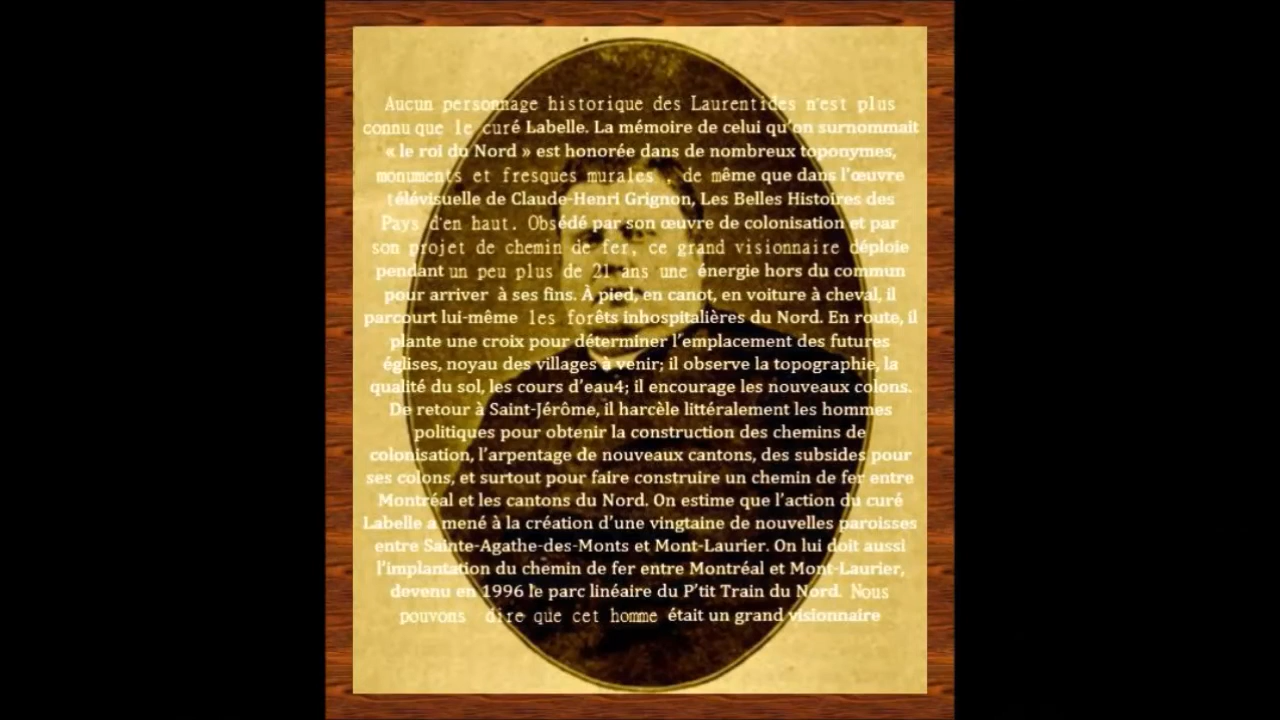 Aucun personnage historique des Laurentides n'est plus
connu que le curé Labelle. La mémoire de celui qu'on surnommait
« le roi du Nord » est honorée dans de nombreux toponymes,
monuments et fresques murales , de même que dans l'œuvre
télévisuelle de Claude-Henri Grignon, Les Belles Histoires des
Pays d'en haut. Obsédé par son œuvre de colonisation et par
son projet de chemin de fer, ce grand visionnaire déploie
pendant un peu plus de 21 ans une énergie hors du commun
pour arriver à ses fins. À pied, en canot, en voiture à cheval, il
parcourt lui-même les forêts inhospitalières du Nord. En route, il
plante une croix pour déterminer l'emplacement des futures
églises, noyau des villages à venir; il observe la topographie, la
qualité du sol, les cours d'eau4; il encourage les nouveaux colons.
De retour à Saint-Jérôme, il harcèle littéralement les hommes
politiques pour obtenir la construction des chemins de
colonisation, l'arpentage de nouveaux cantons, des subsides pour
ses colons, et surtout pour faire construire un chemin de fer entre
Montréal et les cantons du Nord. On estime que l'action du curé
Labelle a mené à la création d'une vingtaine de nouvelles paroisses
entre Sainte-Agathe-des-Monts et Mont-Laurier. On lui doit aussi
l'implantation du chemin de fer entre Montréal et Mont-Laurier,
devenu en 1996 le parc linéaire du P'tit Train du Nord. Nous
pouvons dire que cet homme était un grand visionnaire